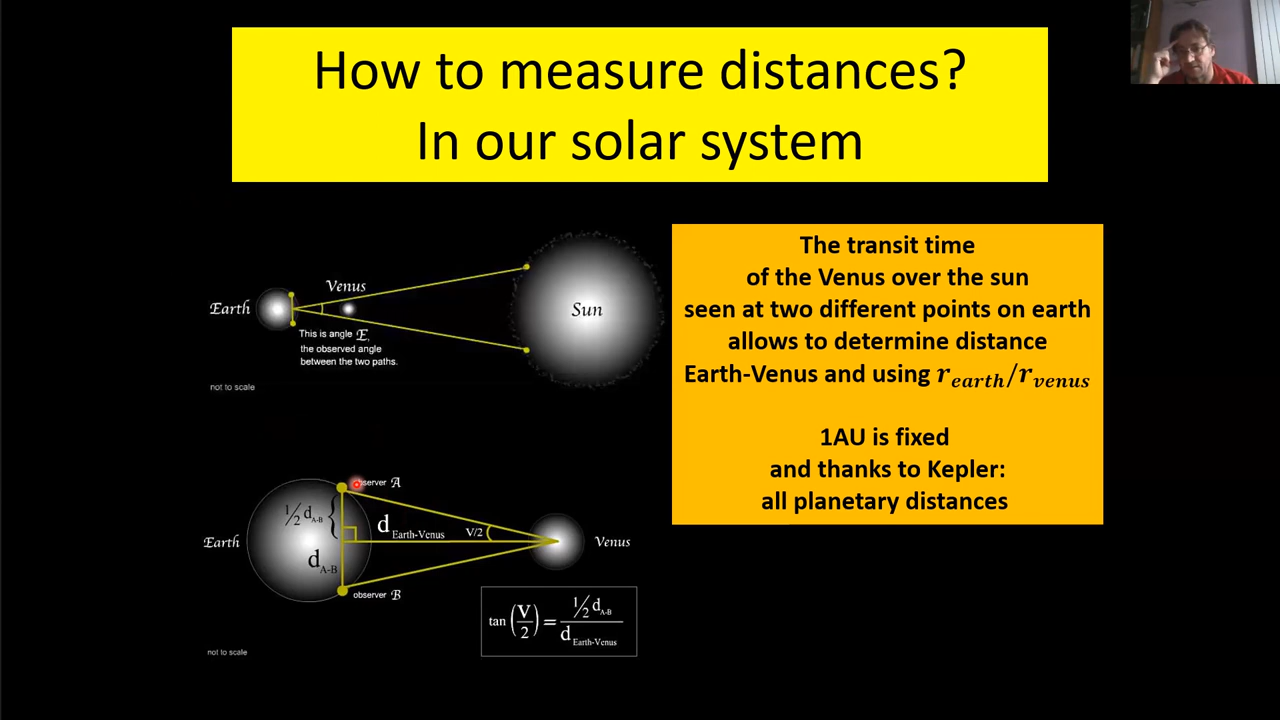 How to measure distances?
In our solar system
Venus
Earth
Sun
This is angle E,
the observed angle
between the two paths.
not to scale
The transit time
of the Venus over the sun
seen at two different points on earth
allows to determine distance
Earth-Venus and using r_earth/r_venus
1AU is fixed
and thanks to Kepler:
all planetary distances
A
½ d_A-B
d_Earth-Venus
V/2
Earth
Venus
d_A-B
observer B
tan(V/2) = ½ d_A-B / d_Earth-Venus
not to scale